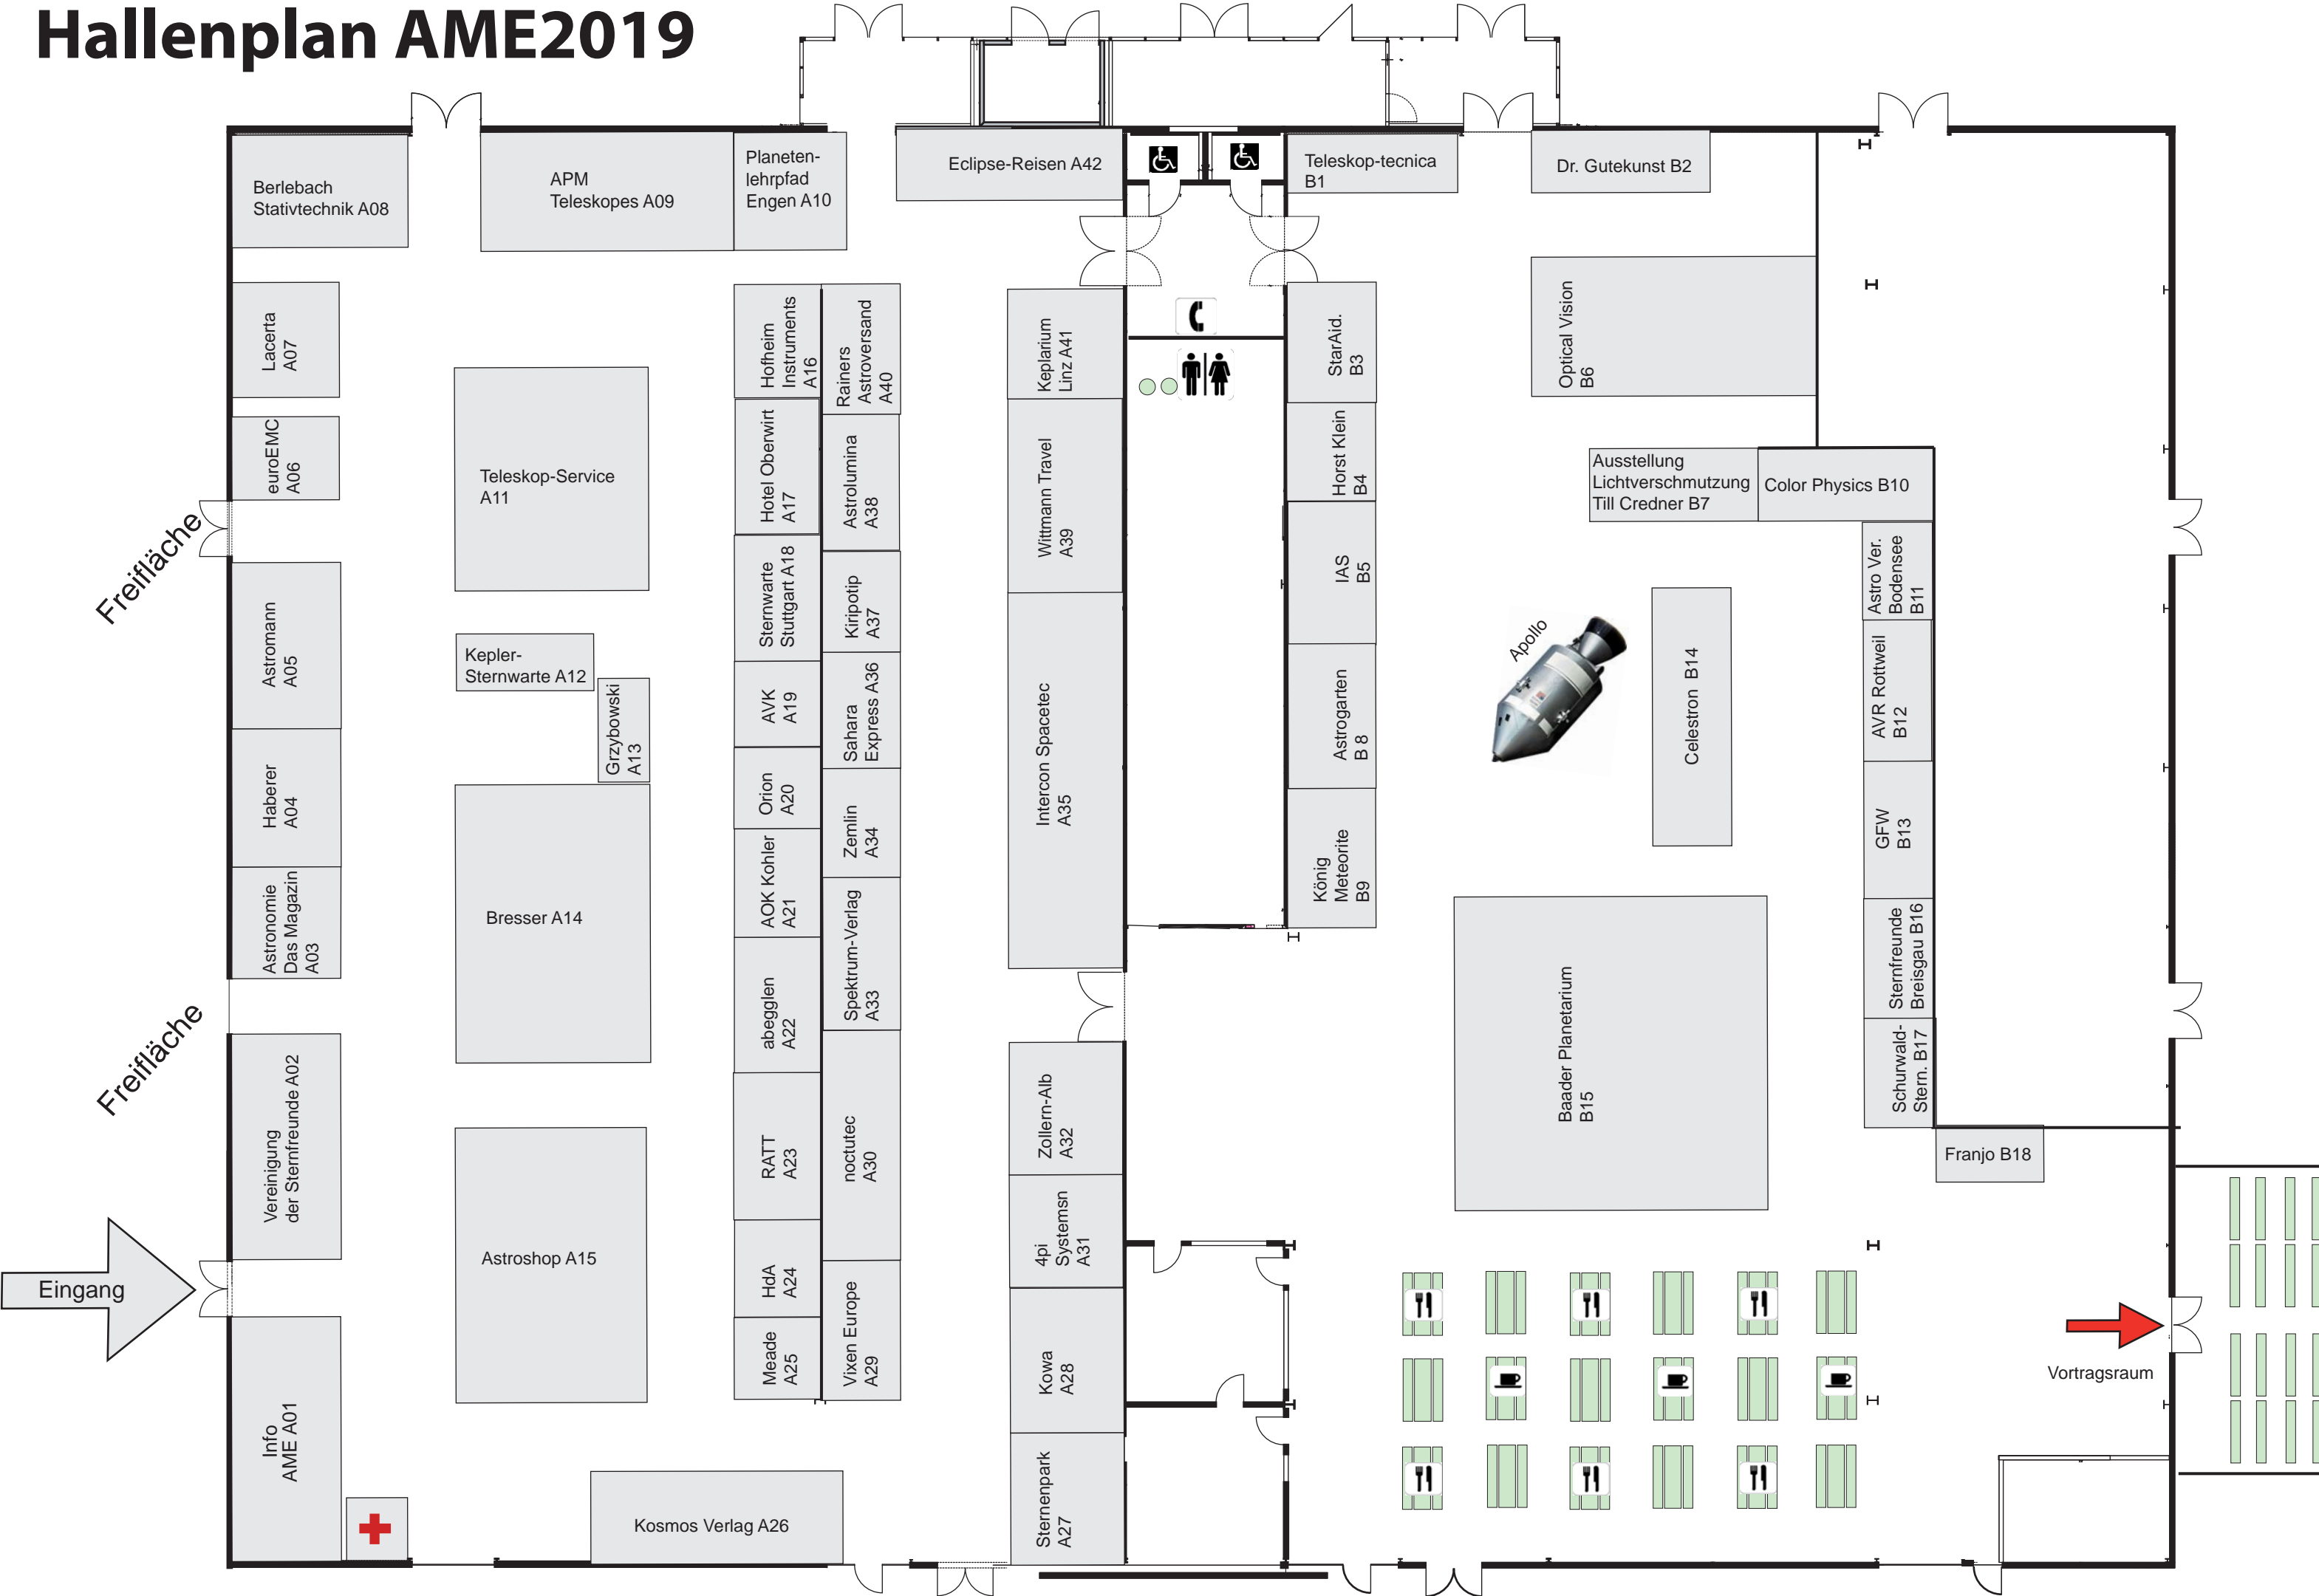 Hallenplan AME2019
Berlebach
Stativtechnik A08
APM
Teleskopes A09
Planeten-
lehrpfad
Engen A10
Eclipse-Reisen A42
Teleskop-tecnica
B1
Dr. Gutekunst B2
Lacerta
A07
euroEMC
A06
Freifläche
Astromann
A05
Haberer
A04
Astronomie
Das Magazin
A03
Freifläche
Vereinigung
der Sternfreunde A02
Eingang
Info
AME A01
Teleskop-Service
A11
Kepler-
Sternwarte A12
Grzybowski
A13
Bresser A14
Astroshop A15
Hofheim
Instruments
A16
Hotel Oberwirt
A17
Sternwarte
Stuttgart A18
AVK
A19
Orion
A20
AOK Kohler
A21
abegglen
A22
RATT
A23
HdA
A24
Meade
A25
Kosmos Verlag A26
Rainers
Astroversand
A40
Astrolumina
A38
Kiripotip
A37
Sahara
Express A36
Zemlin
A34
Spektrum-Verlag
A33
noctutec
A30
Vixen Europe
A29
Keplarium
Linz A41
Wittmann Travel
A39
Intercon Spacetec
A35
Zollern-Alb
A32
4pi
Systemsn
A31
Kowa
A28
Sternenpark
A27
StarAid.
B3
Horst Klein
B4
IAS
B5
Astrogarten
B 8
König
Meteorite
B9
Optical Vision
B6
Ausstellung
Lichtverschmutzung
Till Credner B7
Color Physics B10
Apollo
Celestron B14
Astro Ver.
Bodensee
B11
AVR Rottweil
B12
GFW
B13
Sternfreunde
Breisgau B16
Schurwald-
Stern. B17
Baader Planetarium
B15
Franjo B18
Vortragsraum